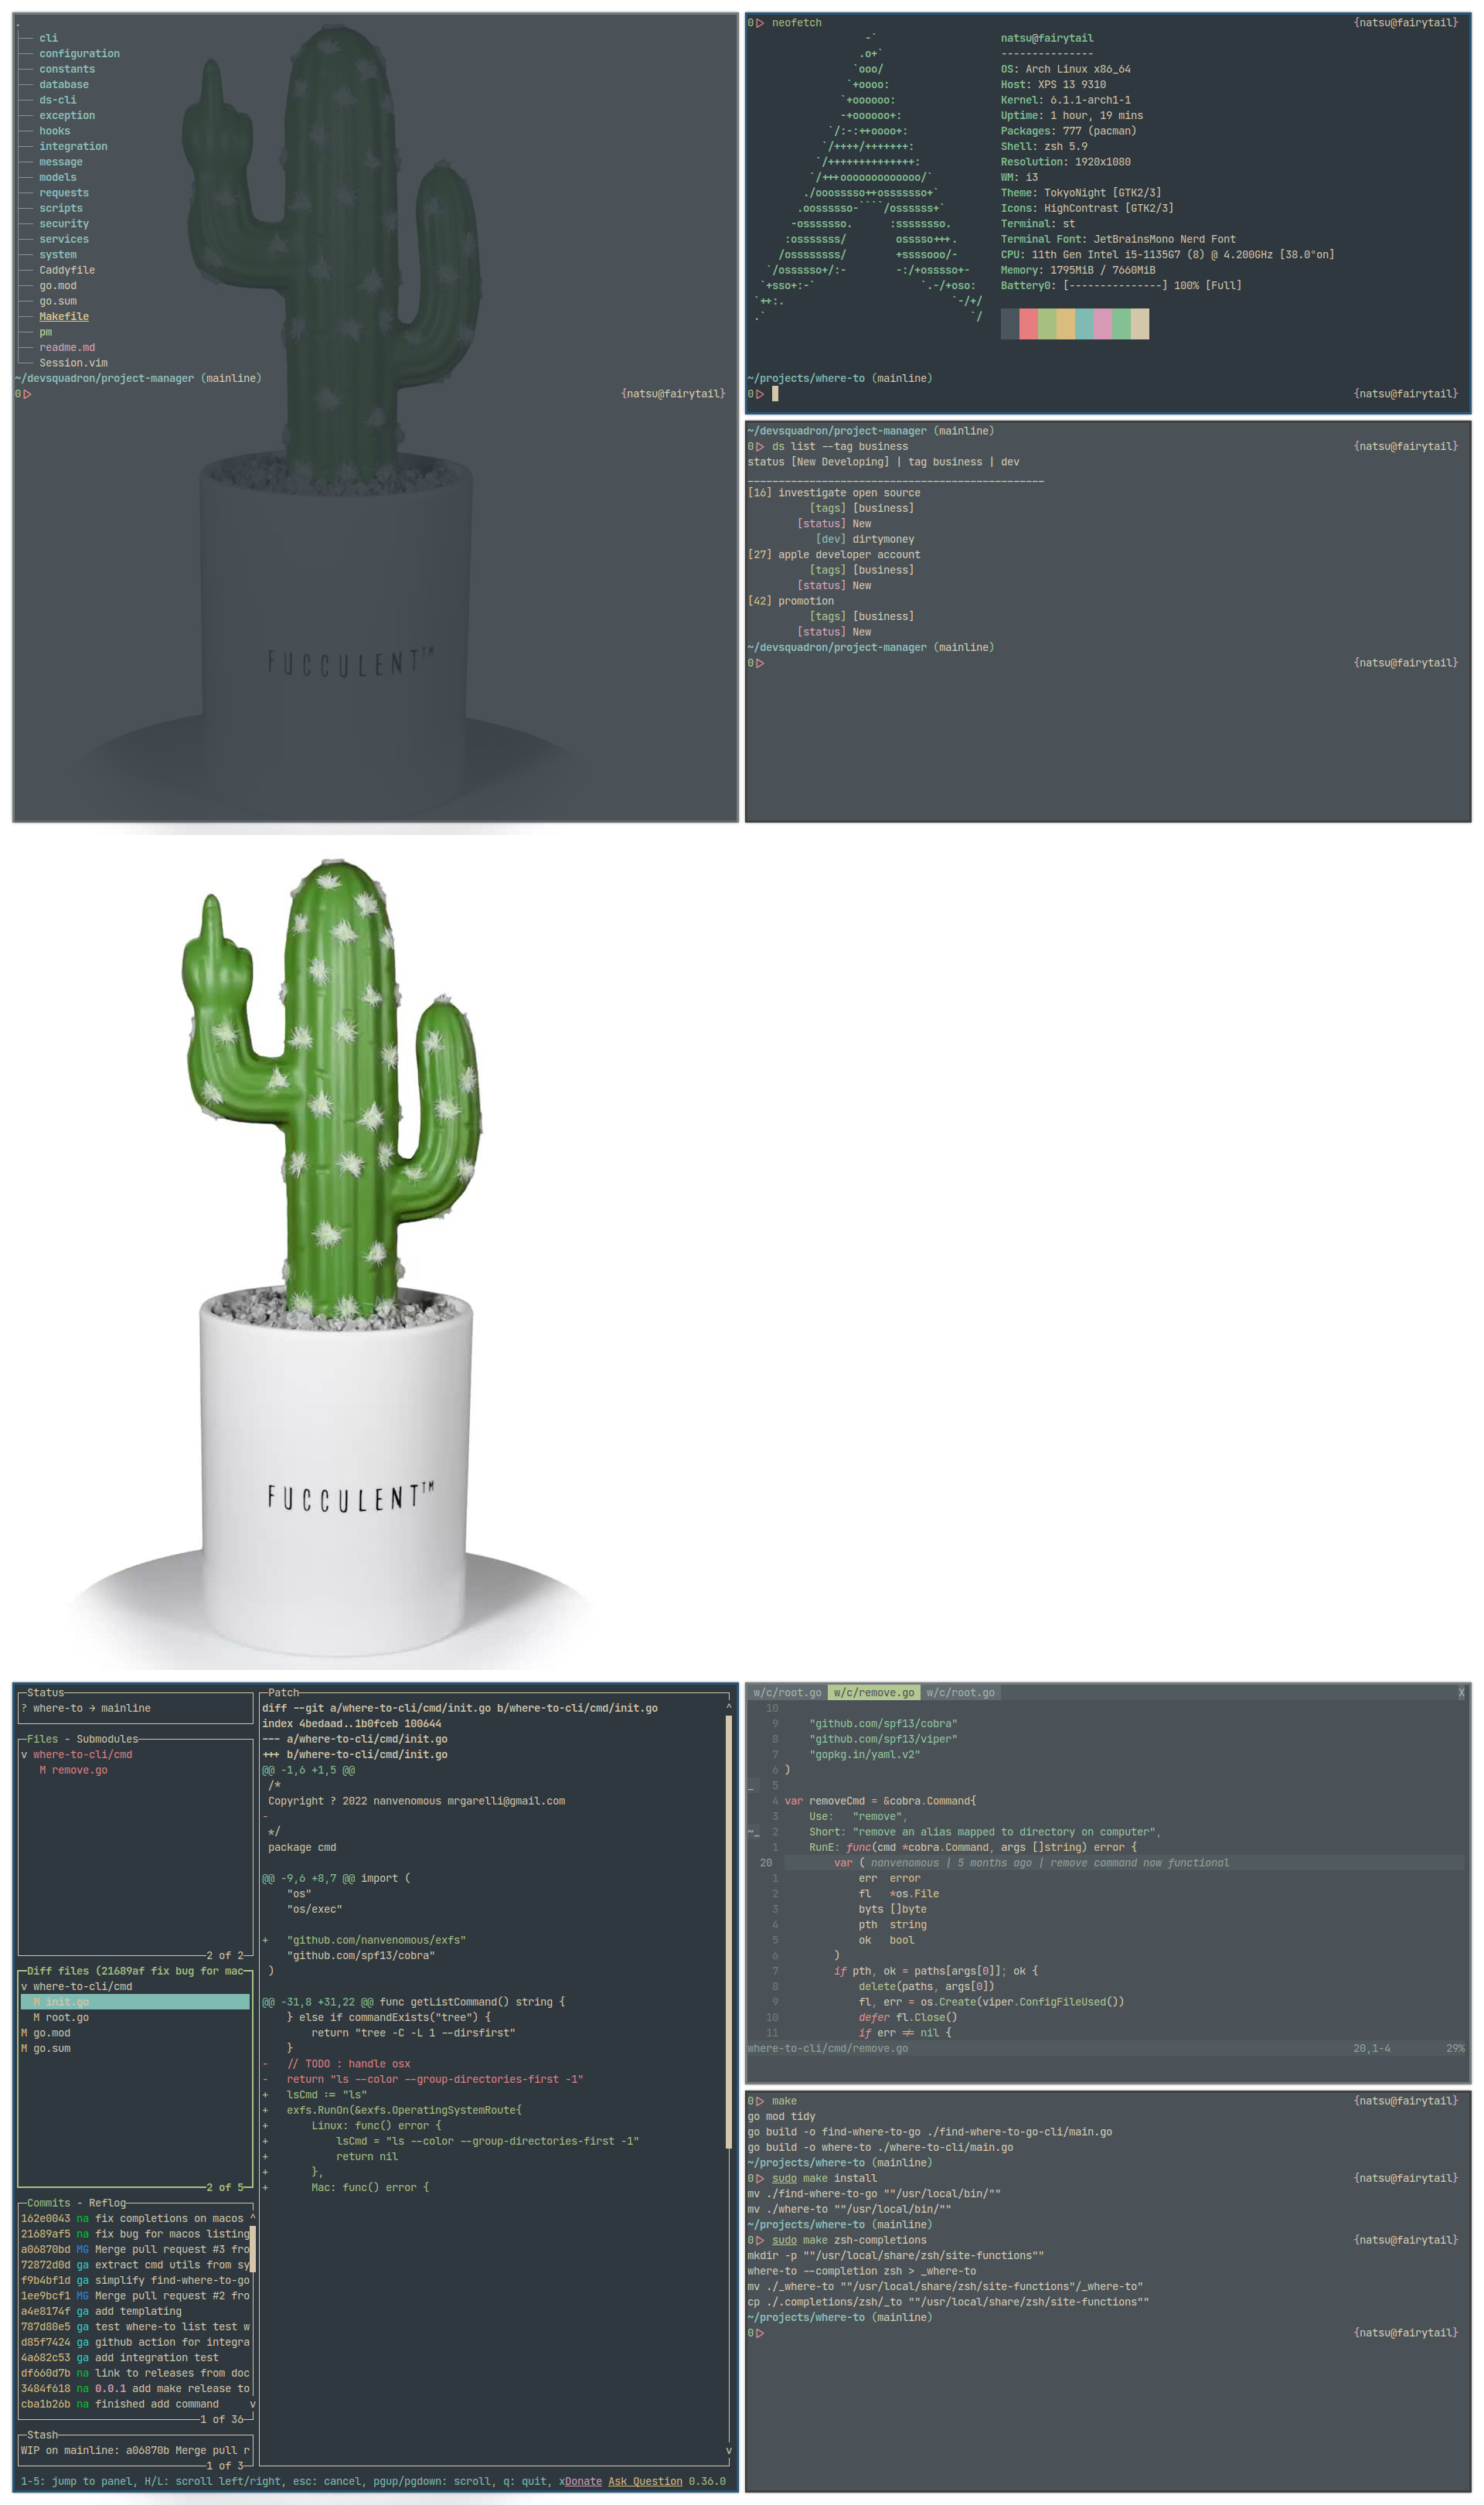 .
cli
configuration
constants
database
ds-cli
exception
hooks
integration
message
models
requests
scripts
security
services
system
Caddyfile
go.mod
go.sum
Makefile
pm
readme.md
Session.vim
~/devsquadron/project-manager (mainline)
0▷ {natsu@fairytail}
FUCCULENT™
0▷ neofetch {natsu@fairytail}
natsu@fairytail
---------------
OS: Arch Linux x86_64
Host: XPS 13 9310
Kernel: 6.1.1-arch1-1
Uptime: 1 hour, 19 mins
Packages: 777 (pacman)
Shell: zsh 5.9
Resolution: 1920x1080
WM: i3
Theme: TokyoNight [GTK2/3]
Icons: HighContrast [GTK2/3]
Terminal: st
Terminal Font: JetBrainsMono Nerd Font
CPU: 11th Gen Intel i5-1135G7 (8) @ 4.200GHz [38.0°on]
Memory: 1795MiB / 7660MiB
Battery0: [---------------] 100% [Full]
~/projects/where-to (mainline)
0▷ {natsu@fairytail}
~/devsquadron/project-manager (mainline)
0▷ ds list --tag business {natsu@fairytail}
status [New Developing] | tag business | dev
________________________________________________
[16] investigate open source
[tags] [business]
[status] New
[dev] dirtymoney
[27] apple developer account
[tags] [business]
[status] New
[42] promotion
[tags] [business]
[status] New
~/devsquadron/project-manager (mainline)
0▷ {natsu@fairytail}
FUCCULENT™
Status
? where-to → mainline
Files - Submodules
v where-to-cli/cmd
M remove.go
2 of 2
Diff files (21689af fix bug for mac
v where-to-cli/cmd
M init.go
M root.go
M go.mod
M go.sum
2 of 5
Commits - Reflog
162e0043 na fix completions on macos ^
21689af5 na fix bug for macos listing
a06870bd MG Merge pull request #3 fro
72872d0d ga extract cmd utils from sy
f9b4bf1d ga simplify find-where-to-go
1ee9bcf1 MG Merge pull request #2 fro
a4e8174f ga add templating
787d80e5 ga test where-to list test w
d85f7424 ga github action for integra
4a682c53 ga add integration test
df660d7b na link to releases from doc
3484f618 na 0.0.1 add make release to
cba1b26b na finished add command v
1 of 36
Stash
WIP on mainline: a06870b Merge pull r
1 of 3
Patch
diff --git a/where-to-cli/cmd/init.go b/where-to-cli/cmd/init.go ^
index 4bedaad..1b0fceb 100644
--- a/where-to-cli/cmd/init.go
+++ b/where-to-cli/cmd/init.go
@@ -1,6 +1,5 @@
/*
Copyright ? 2022 nanvenomous mrgarelli@gmail.com
-
*/
package cmd
@@ -9,6 +8,7 @@ import (
"os"
"os/exec"
+ "github.com/nanvenomous/exfs"
"github.com/spf13/cobra"
)
@@ -31,8 +31,22 @@ func getListCommand() string {
} else if commandExists("tree") {
return "tree -C -L 1 --dirsfirst"
}
- // TODO : handle osx
- return "ls --color --group-directories-first -1"
+ lsCmd := "ls"
+ exfs.RunOn(&exfs.OperatingSystemRoute{
+ Linux: func() error {
+ lsCmd = "ls --color --group-directories-first -1"
+ return nil
+ },
+ Mac: func() error {
v
1-5: jump to panel, H/L: scroll left/right, esc: cancel, pgup/pgdown: scroll, q: quit, xDonate Ask Question 0.36.0
w/c/root.go w/c/remove.go w/c/root.go X
10
9 "github.com/spf13/cobra"
8 "github.com/spf13/viper"
7 "gopkg.in/yaml.v2"
6 )
_ 5
4 var removeCmd = &cobra.Command{
3 Use: "remove",
~_ 2 Short: "remove an alias mapped to directory on computer",
1 RunE: func(cmd *cobra.Command, args []string) error {
20 var ( nanvenomous | 5 months ago | remove command now functional
1 err error
2 fl *os.File
3 byts []byte
4 pth string
5 ok bool
6 )
7 if pth, ok = paths[args[0]]; ok {
8 delete(paths, args[0])
9 fl, err = os.Create(viper.ConfigFileUsed())
10 defer fl.Close()
11 if err != nil {
where-to-cli/cmd/remove.go 20,1-4 29%
0▷ make {natsu@fairytail}
go mod tidy
go build -o find-where-to-go ./find-where-to-go-cli/main.go
go build -o where-to ./where-to-cli/main.go
~/projects/where-to (mainline)
0▷ sudo make install {natsu@fairytail}
mv ./find-where-to-go ""/usr/local/bin/""
mv ./where-to ""/usr/local/bin/""
~/projects/where-to (mainline)
0▷ sudo make zsh-completions {natsu@fairytail}
mkdir -p ""/usr/local/share/zsh/site-functions""
where-to --completion zsh > _where-to
mv ./_where-to ""/usr/local/share/zsh/site-functions"/_where-to"
cp ./.completions/zsh/_to ""/usr/local/share/zsh/site-functions""
~/projects/where-to (mainline)
0▷ {natsu@fairytail}